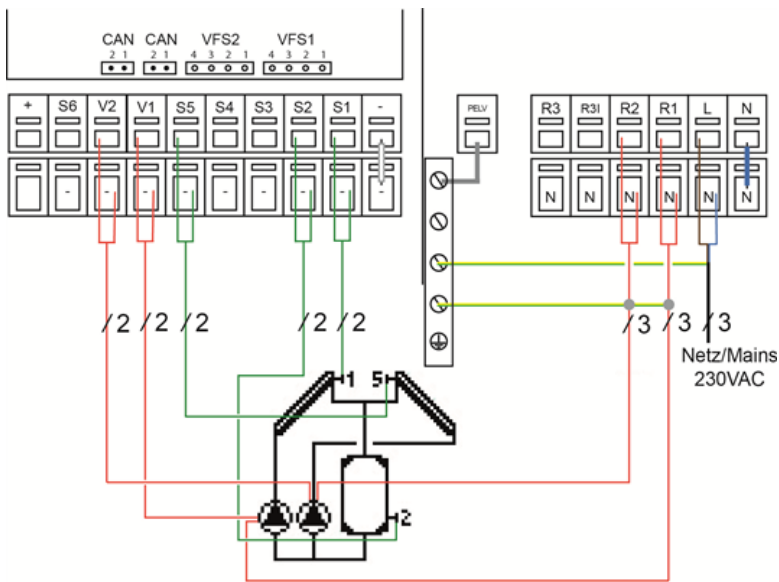 CAN CAN VFS2 VFS1
2 1 2 1 4 3 2 1 4 3 2 1
+ S6 V2 V1 S5 S4 S3 S2 S1 - PELV R3 R3I R2 R1 L N
- - - - - - - - - N N N N N N
/2 /2 /2 /2 /2 /3 /3 /3
Netz/Mains
230VAC
1 5
2